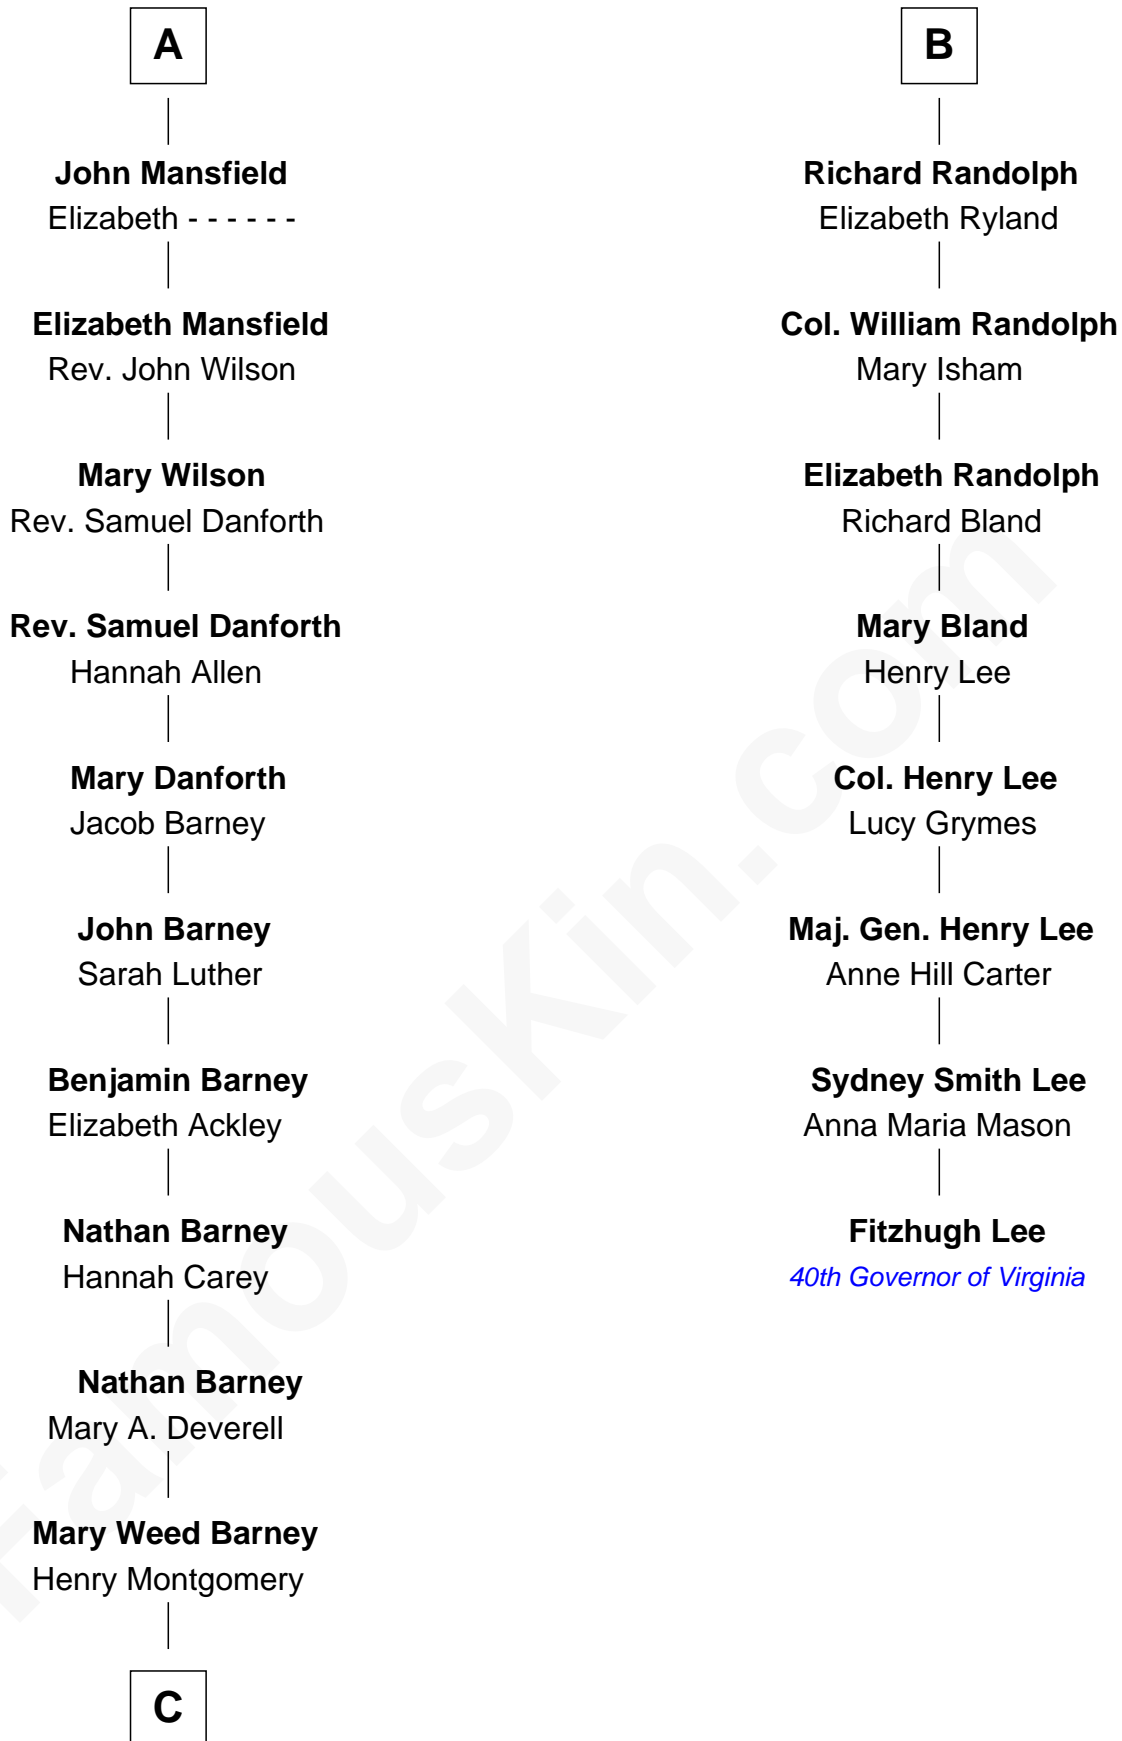 A
John Mansfield
Elizabeth - - - - - -
Elizabeth Mansfield
Rev. John Wilson
Mary Wilson
Rev. Samuel Danforth
Rev. Samuel Danforth
Hannah Allen
Mary Danforth
Jacob Barney
John Barney
Sarah Luther
Benjamin Barney
Elizabeth Ackley
Nathan Barney
Hannah Carey
Nathan Barney
Mary A. Deverell
Mary Weed Barney
Henry Montgomery
C
B
Richard Randolph
Elizabeth Ryland
Col. William Randolph
Mary Isham
Elizabeth Randolph
Richard Bland
Mary Bland
Henry Lee
Col. Henry Lee
Lucy Grymes
Maj. Gen. Henry Lee
Anne Hill Carter
Sydney Smith Lee
Anna Maria Mason
Fitzhugh Lee
40th Governor of Virginia
FamousKin.com